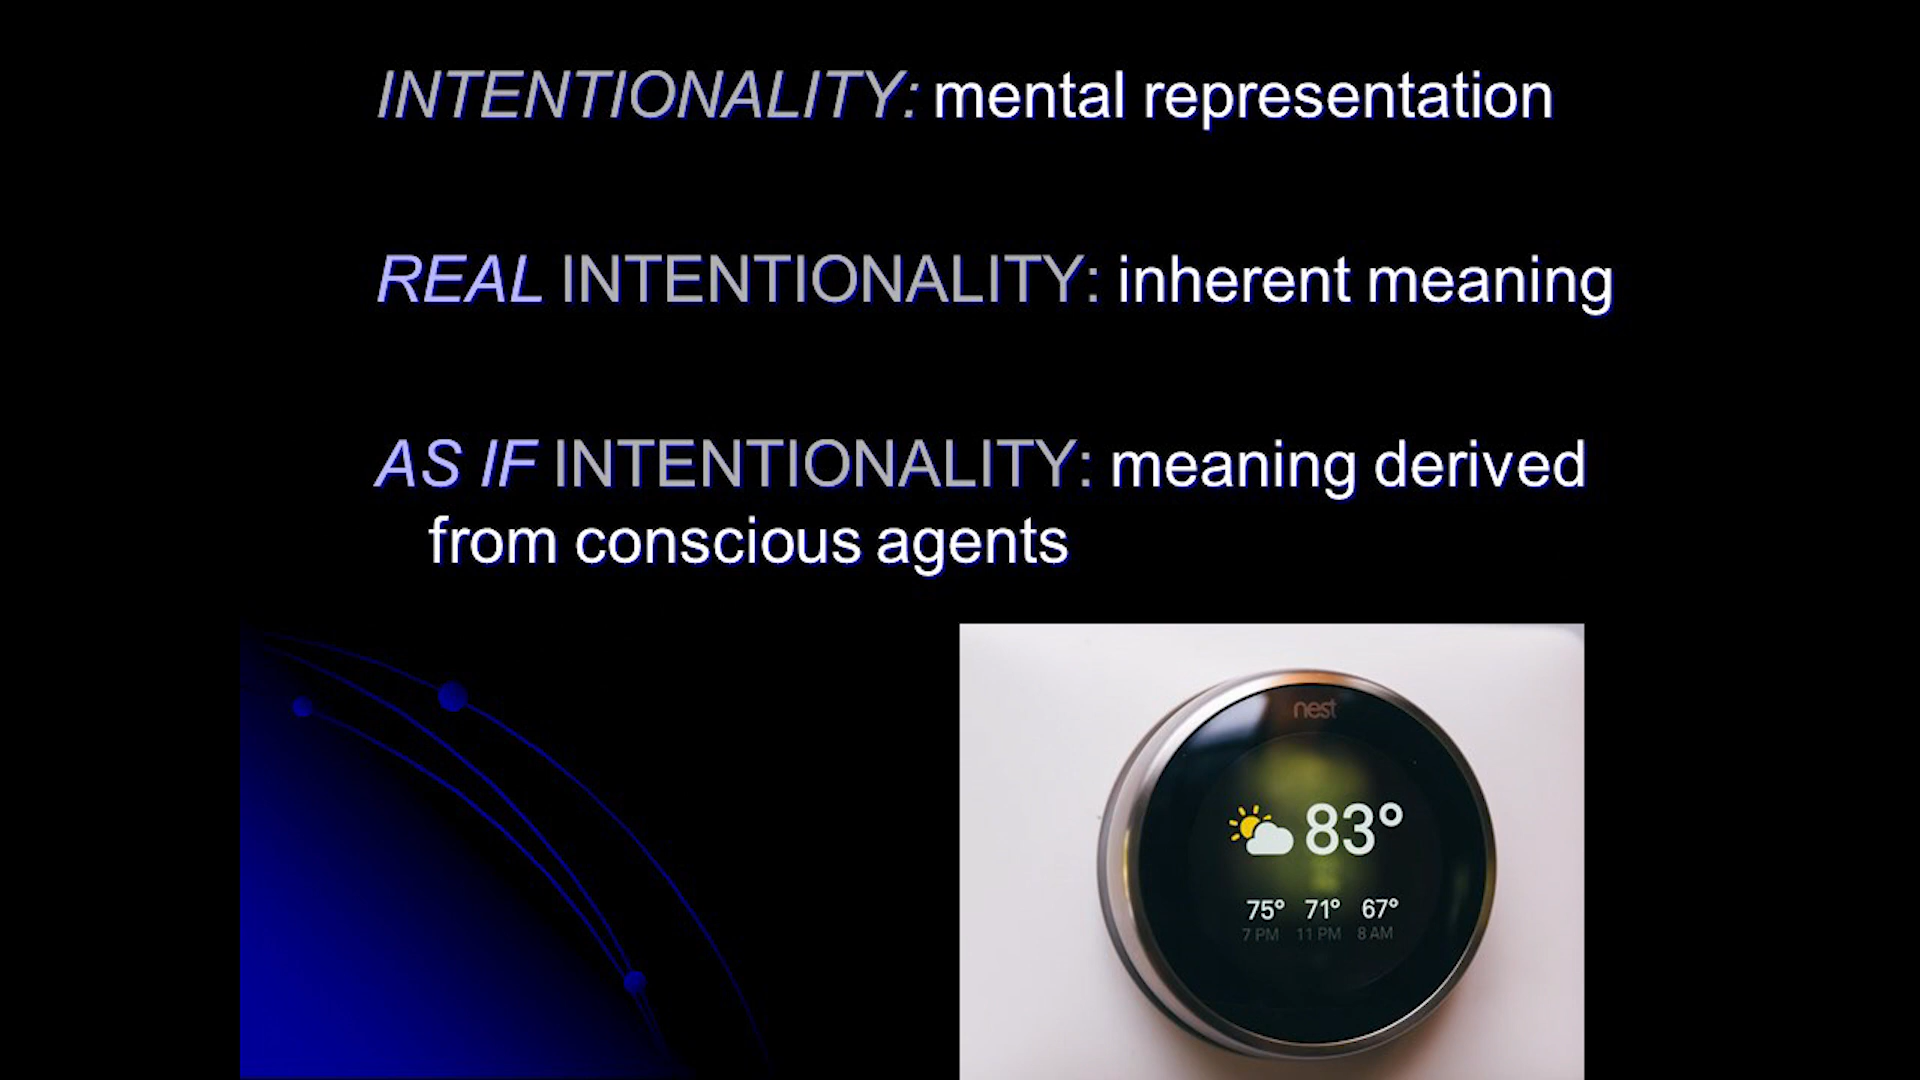 INTENTIONALITY: mental representation
REAL INTENTIONALITY: inherent meaning
AS IF INTENTIONALITY: meaning derived
from conscious agents
nest
83°
75° 71° 67°
7 PM 11 PM 8 AM